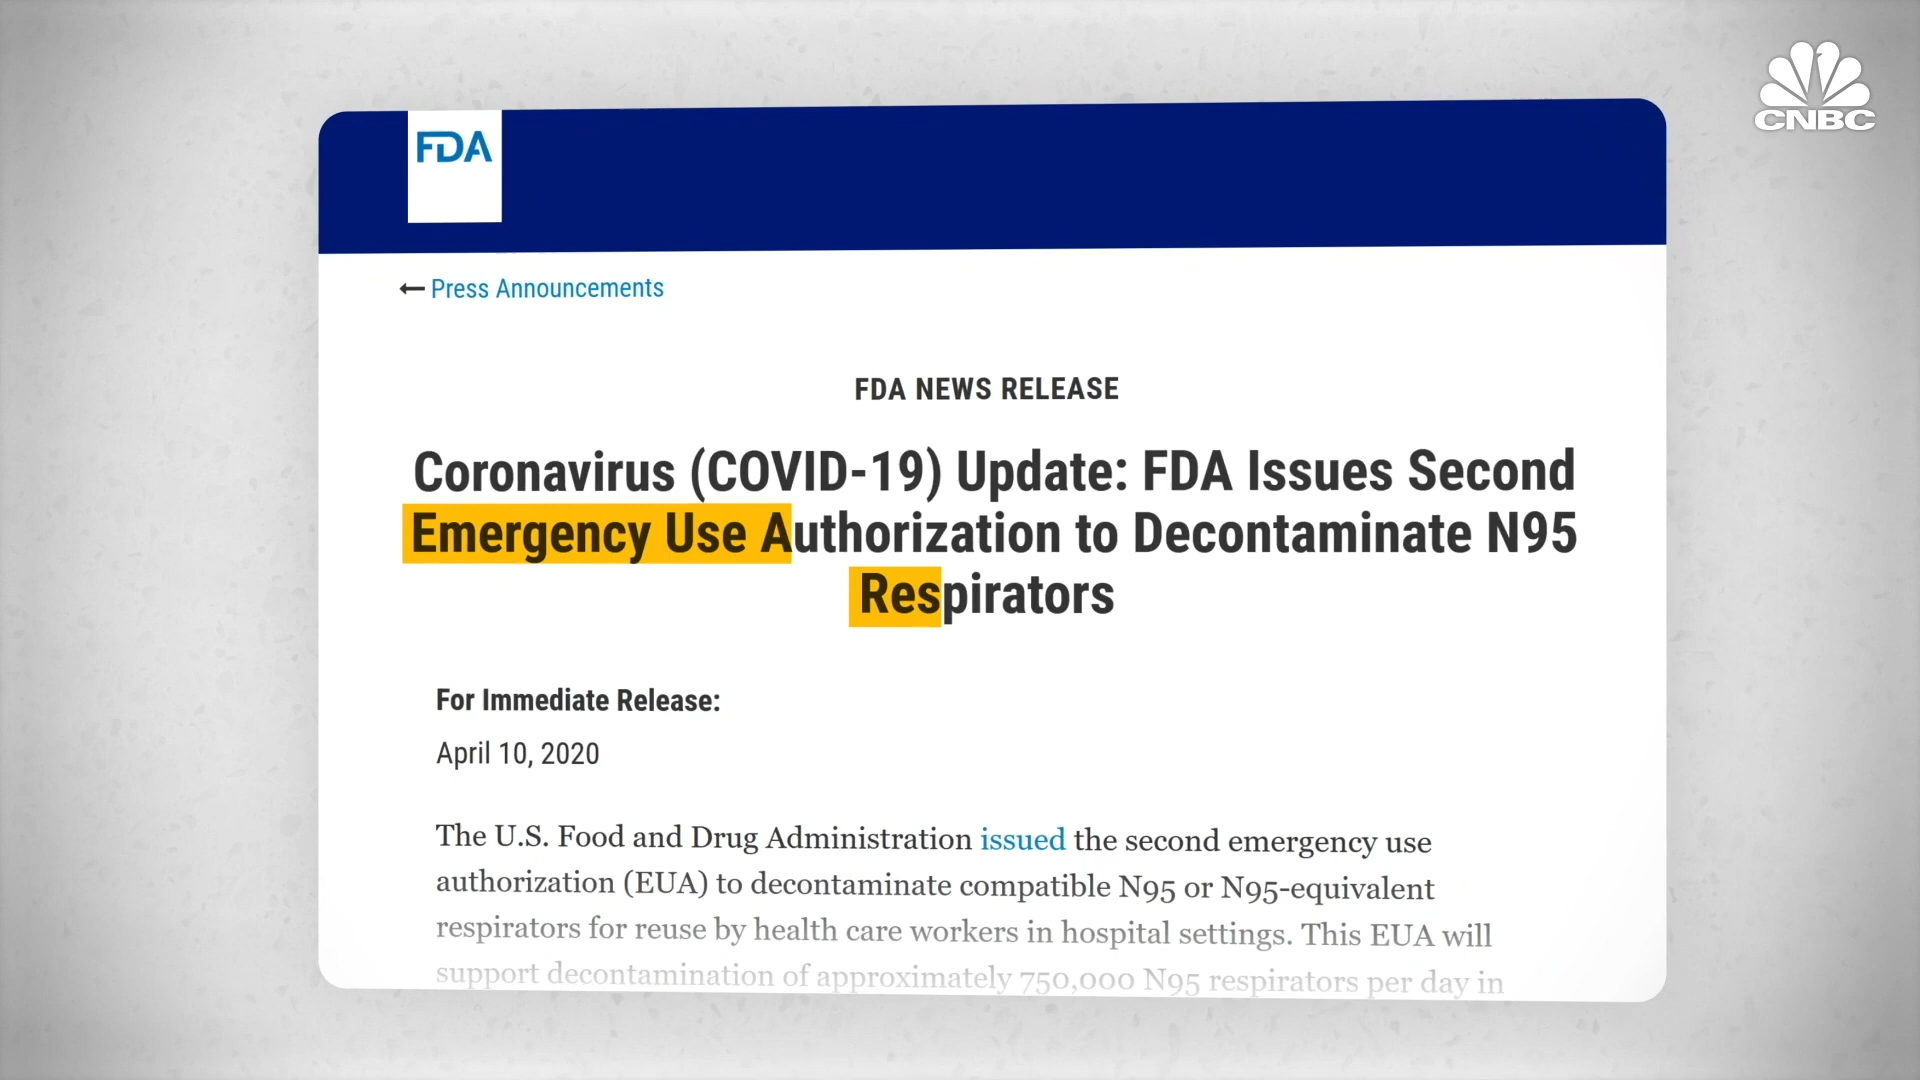 CNBC
FDA
Press Announcements
FDA NEWS RELEASE
Coronavirus (COVID-19) Update: FDA Issues Second
Emergency Use Authorization to Decontaminate N95
Respirators
For Immediate Release:
April 10, 2020
The U.S. Food and Drug Administration issued the second emergency use
authorization (EUA) to decontaminate compatible N95 or N95-equivalent
respirators for reuse by health care workers in hospital settings. This EUA will
support decontamination of approximately 750,000 N95 respirators per day in